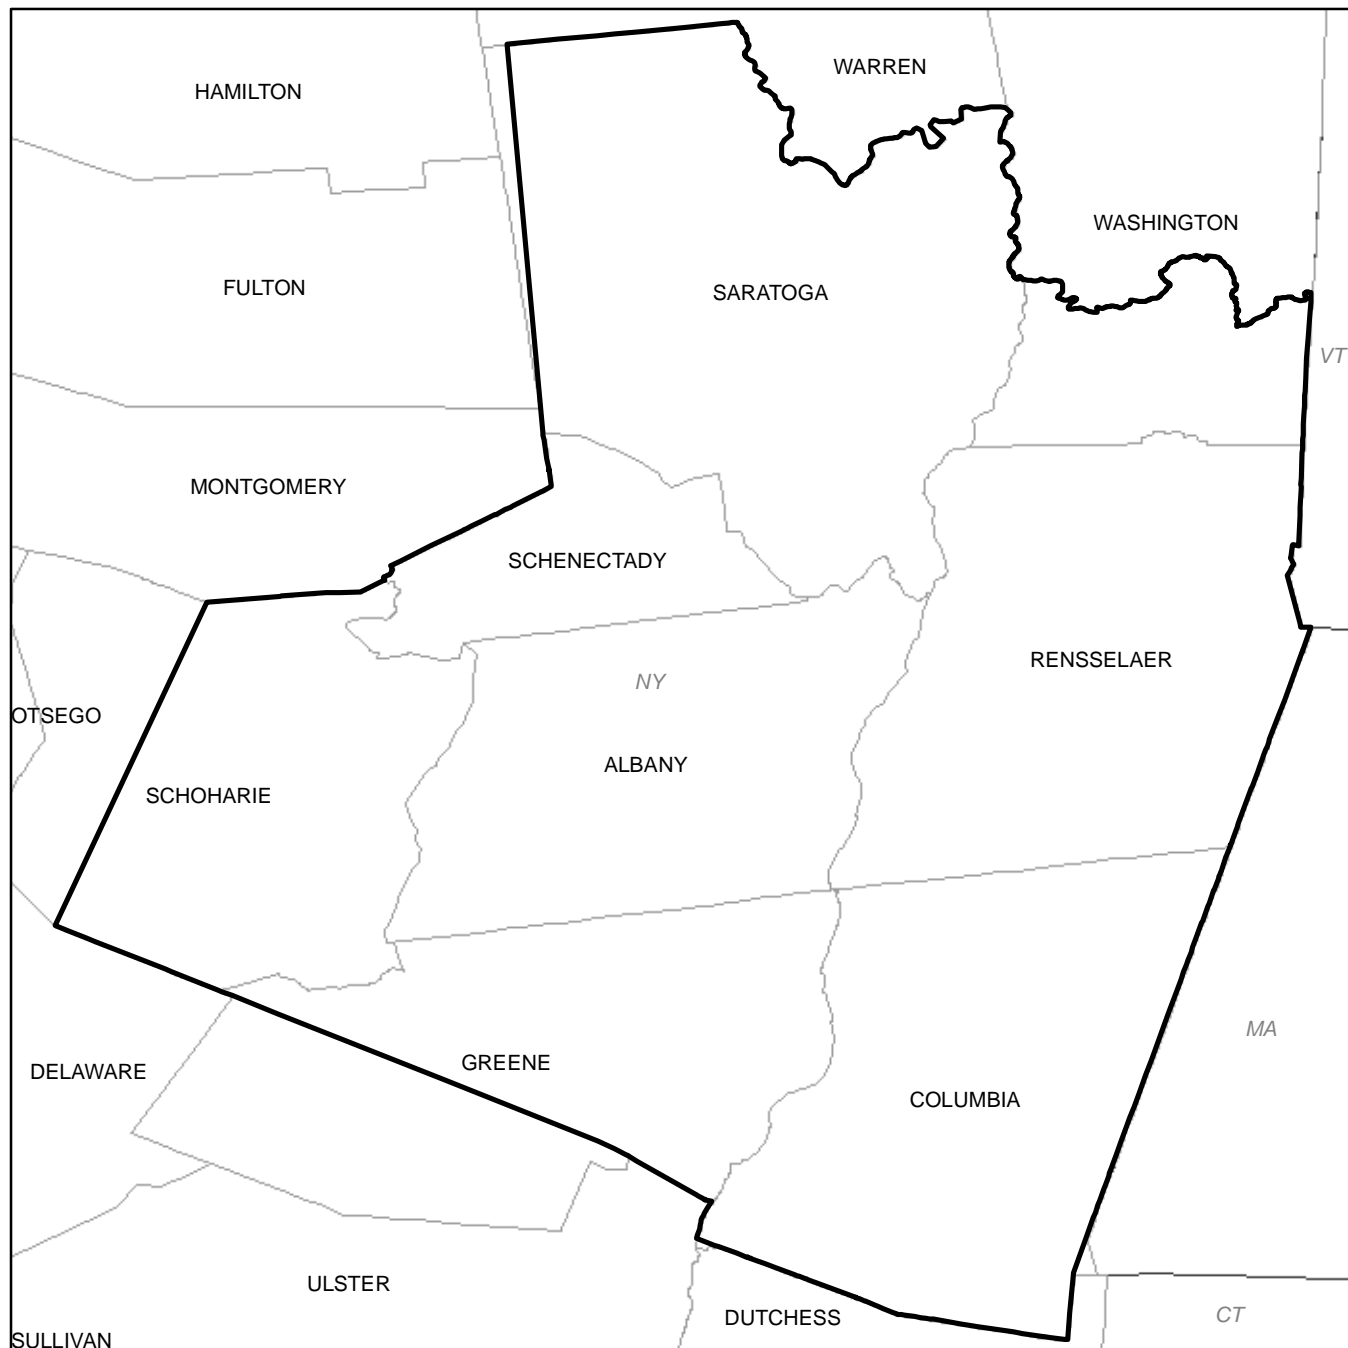 WARREN
HAMILTON
WASHINGTON
FULTON
SARATOGA
VT
MONTGOMERY
SCHENECTADY
RENSSELAER
NY
OTSEGO
ALBANY
SCHOHARIE
MA
GREENE
DELAWARE
COLUMBIA
ULSTER
CT
DUTCHESS
SULLIVAN